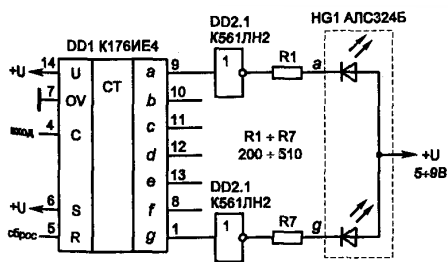 DD1 К176ИЕ4
DD2.1
К561ЛН2
HG1 АЛС324Б
+U
14
U
СТ
a
9
1
R1
a
7
OV
b
10
вход
4
C
c
11
d
12
R1 ÷ R7
200 ÷ 510
+U
5÷9В
e
13
DD2.1
К561ЛН2
+U
6
S
f
8
сброс
5
R
g
1
1
R7
g